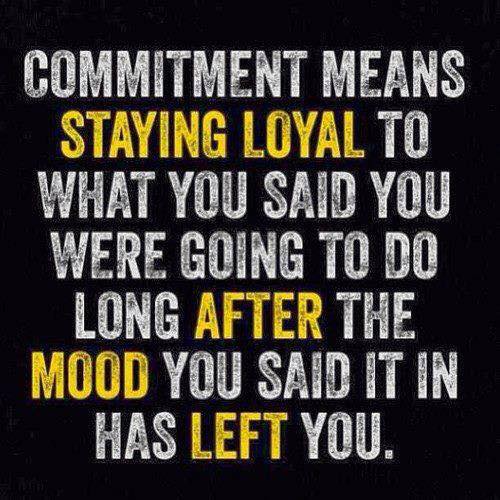 COMMITMENT MEANS
STAYING LOYAL TO
WHAT YOU SAID YOU
WERE GOING TO DO
LONG AFTER THE
MOOD YOU SAID IT IN
HAS LEFT YOU.